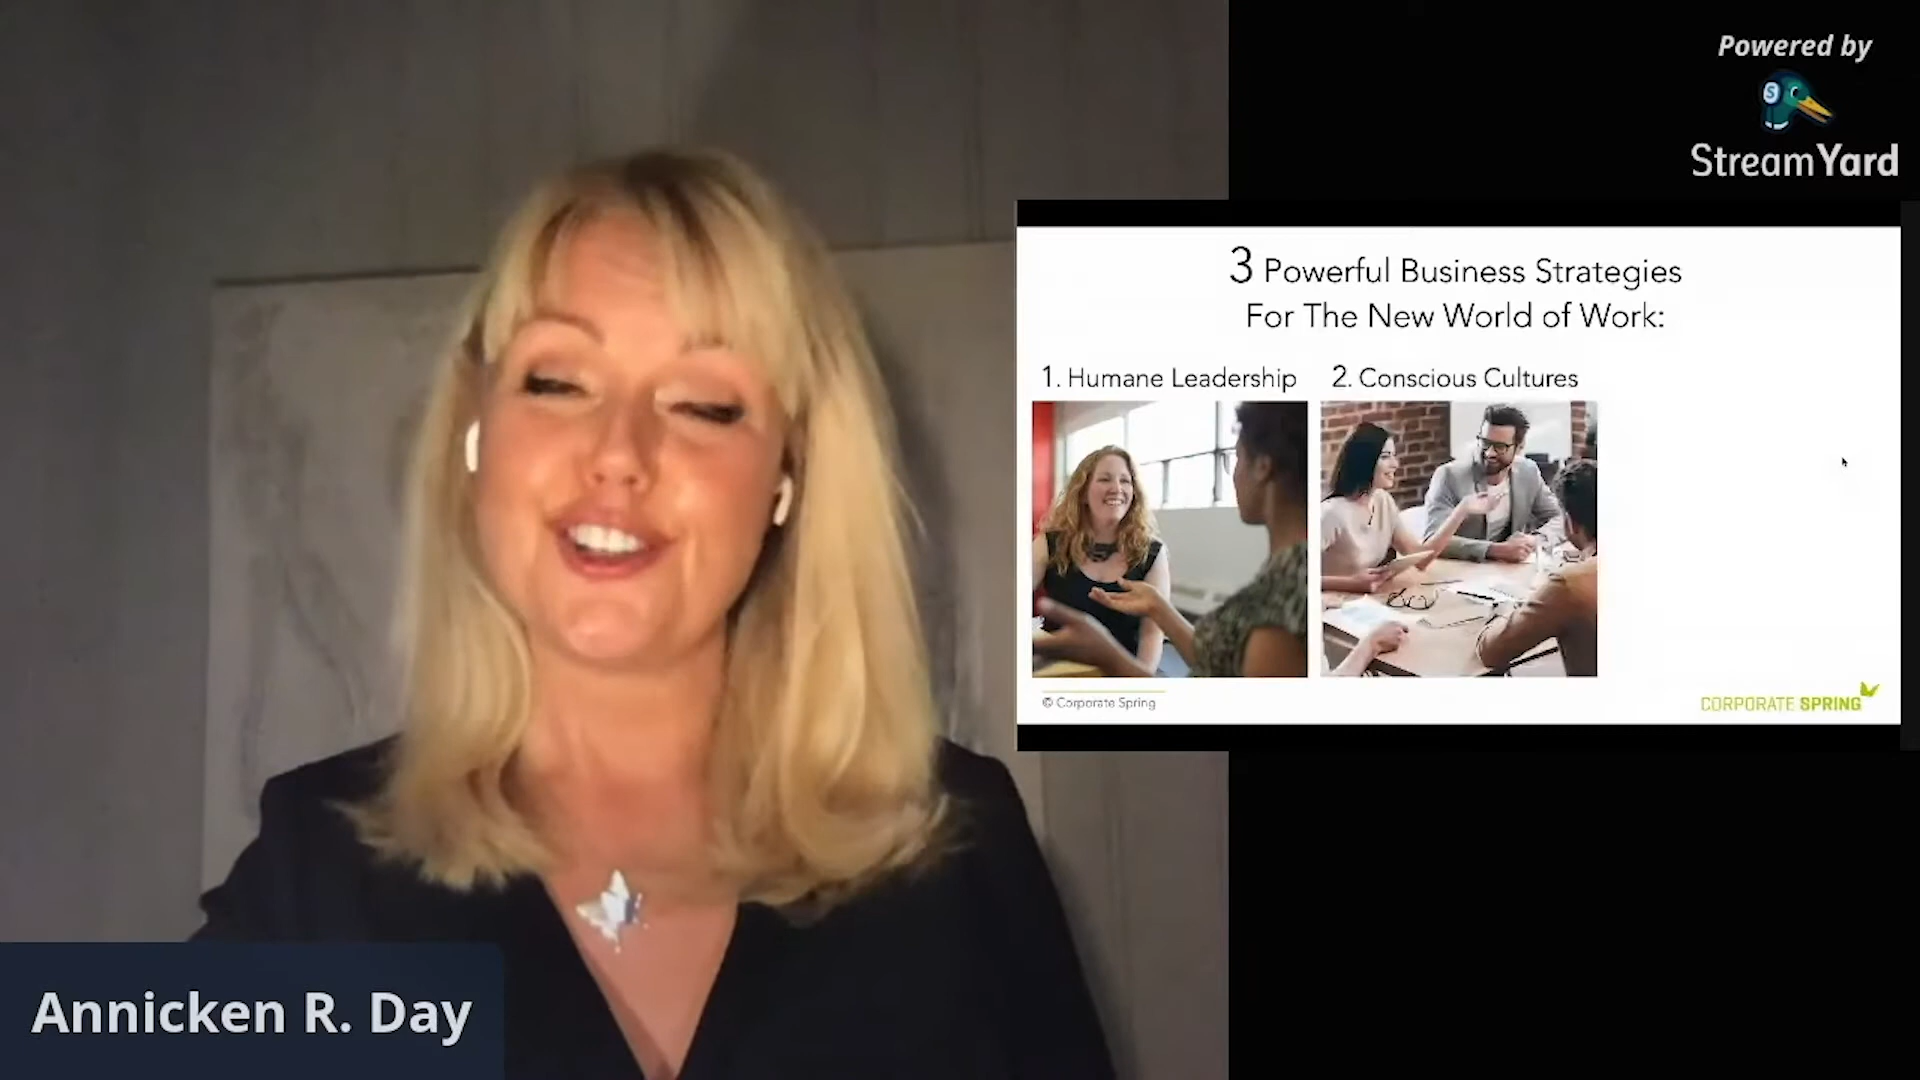 Powered by
StreamYard
3 Powerful Business Strategies
For The New World of Work:
1. Humane Leadership
2. Conscious Cultures
© Corporate Spring
CORPORATE SPRING
Annicken R. Day